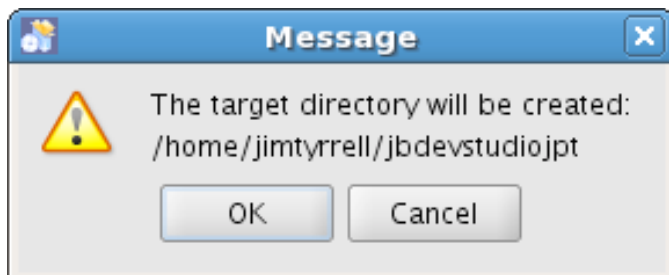 Message
The target directory will be created:
/home/jimtyrrell/jbdevstudiojpt
OK
Cancel